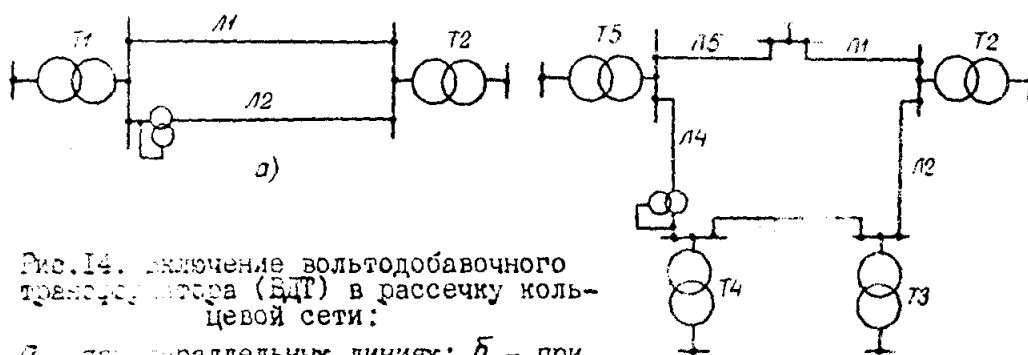 Т1
Л1
Т2
Л2
а)
Т5
Л5
Л1
Т2
Л4
Л2
Т4
Т3
Рис.I4. включение вольтодобавочного
(ВДТ) в рассечку коль-
цевой сети:
линиях; б - при